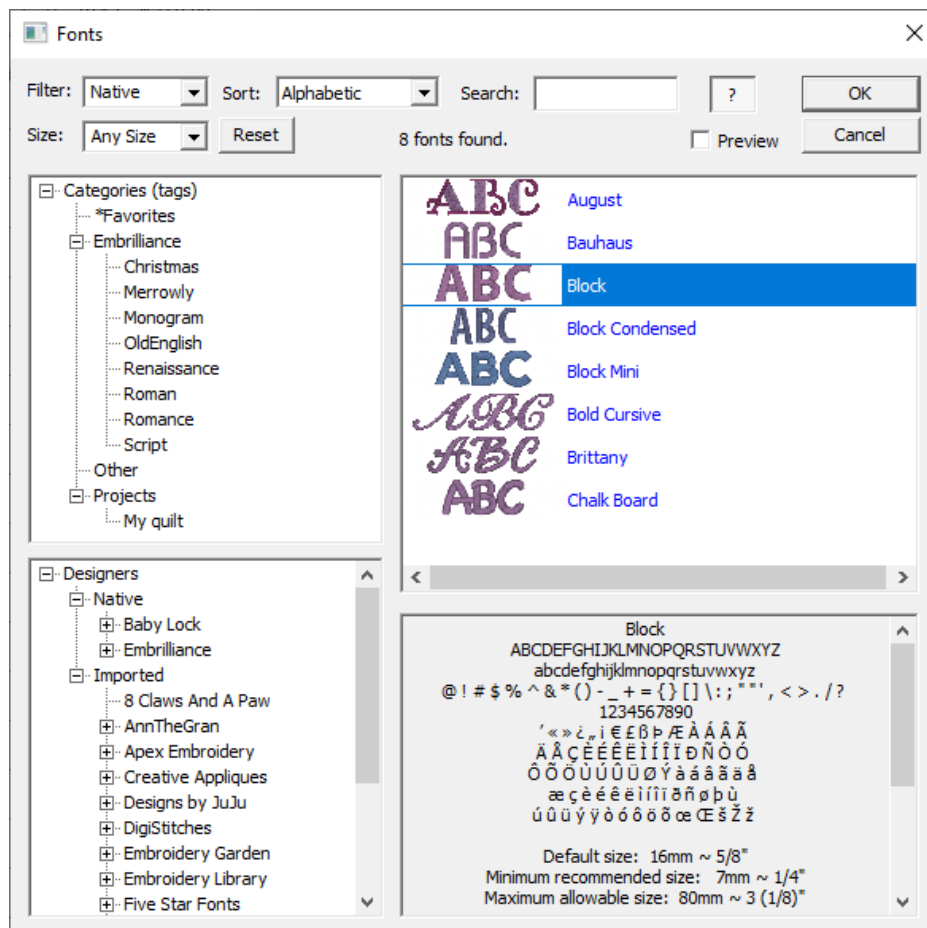 Fonts
Filter: Native Sort: Alphabetic Search: ? OK
Size: Any Size Reset 8 fonts found. Preview Cancel
Categories (tags)
*Favorites
Embrilliance
Christmas
Merrowly
Monogram
OldEnglish
Renaissance
Roman
Romance
Script
Other
Projects
My quilt
Designers
Native
Baby Lock
Embrilliance
Imported
8 Claws And A Paw
AnnTheGran
Apex Embroidery
Creative Appliques
Designs by JuJu
DigiStitches
Embroidery Garden
Embroidery Library
Five Star Fonts
ABC August
ABC Bauhaus
ABC Block
ABC Block Condensed
ABC Block Mini
ABC Bold Cursive
ABC Brittany
ABC Chalk Board
Block
ABCDEFGHIJKLMNOPQRSTUVWXYZ
abcdefghijklmnopqrstuvwxyz
@ ! # $ % ^ & * ( ) - _ + = { } [ ] \ : ; " " ' , < > . / ?
1234567890
´ « » ¿ „ ¡ € £ ß Þ Æ À Á Â Ã
Ä Å Ç È É Ê Ë Ì Í Î Ï Ð Ñ Ò Ó
Ô Õ Ö Ù Ú Û Ü Ø Ý à á â ã ä å
æ ç è é ê ë ì í î ï ð ñ ø þ ù
ú û ü ý ÿ ò ó ô ö õ œ Œ š Ž ž
Default size: 16mm ~ 5/8"
Minimum recommended size: 7mm ~ 1/4"
Maximum allowable size: 80mm ~ 3 (1/8)"